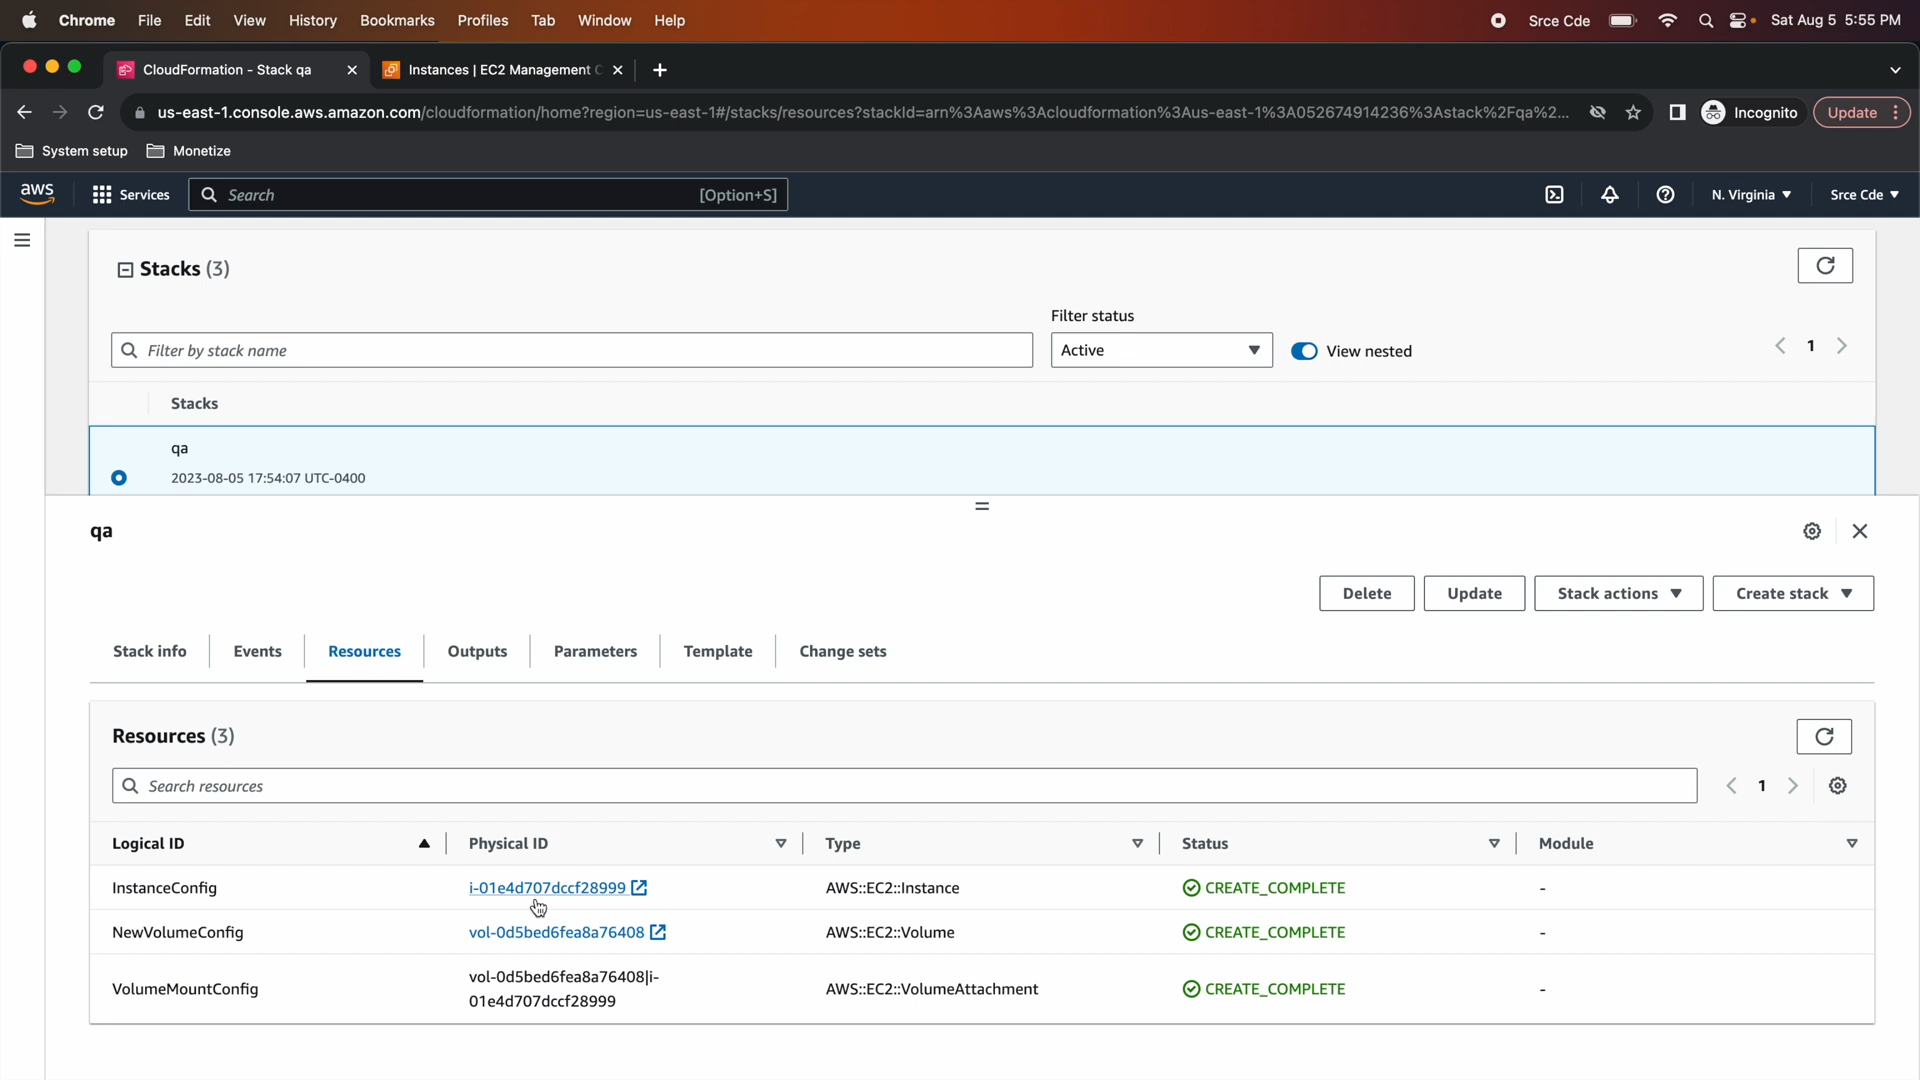 Chrome File Edit View History Bookmarks Profiles Tab Window Help Srce Cde Sat Aug 5 5:55 PM
CloudFormation - Stack qa Instances | EC2 Management C
us-east-1.console.aws.amazon.com/cloudformation/home?region=us-east-1#/stacks/resources?stackId=arn%3Aaws%3Acloudformation%3Aus-east-1%3A052674914236%3Astack%2Fqa%2... Incognito Update
System setup Monetize
aws Services Search [Option+S] N. Virginia Srce Cde
Stacks (3)
Filter status
Filter by stack name Active View nested 1
Stacks
qa
2023-08-05 17:54:07 UTC-0400
qa
Delete Update Stack actions Create stack
Stack info Events Resources Outputs Parameters Template Change sets
Resources (3)
Search resources 1
Logical ID Physical ID Type Status Module
InstanceConfig i-01e4d707dccf28999 AWS::EC2::Instance CREATE_COMPLETE -
NewVolumeConfig vol-0d5bed6fea8a76408 AWS::EC2::Volume CREATE_COMPLETE -
VolumeMountConfig vol-0d5bed6fea8a76408|i- AWS::EC2::VolumeAttachment CREATE_COMPLETE -
01e4d707dccf28999